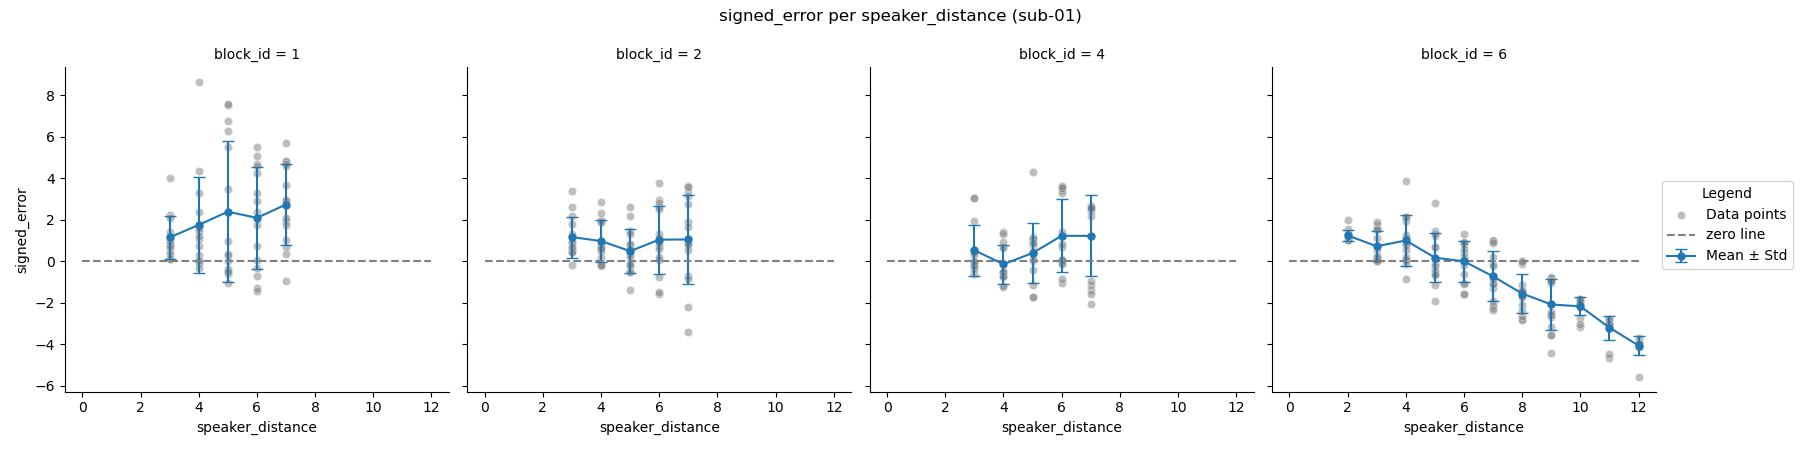 signed_error per speaker_distance (sub-01)
block_id = 1
block_id = 2
block_id = 4
block_id = 6
signed_error
8
6
4
2
0
−2
−4
−6
0 2 4 6 8 10 12
0 2 4 6 8 10 12
0 2 4 6 8 10 12
0 2 4 6 8 10 12
speaker_distance
speaker_distance
speaker_distance
speaker_distance
Legend
Data points
zero line
Mean ± Std